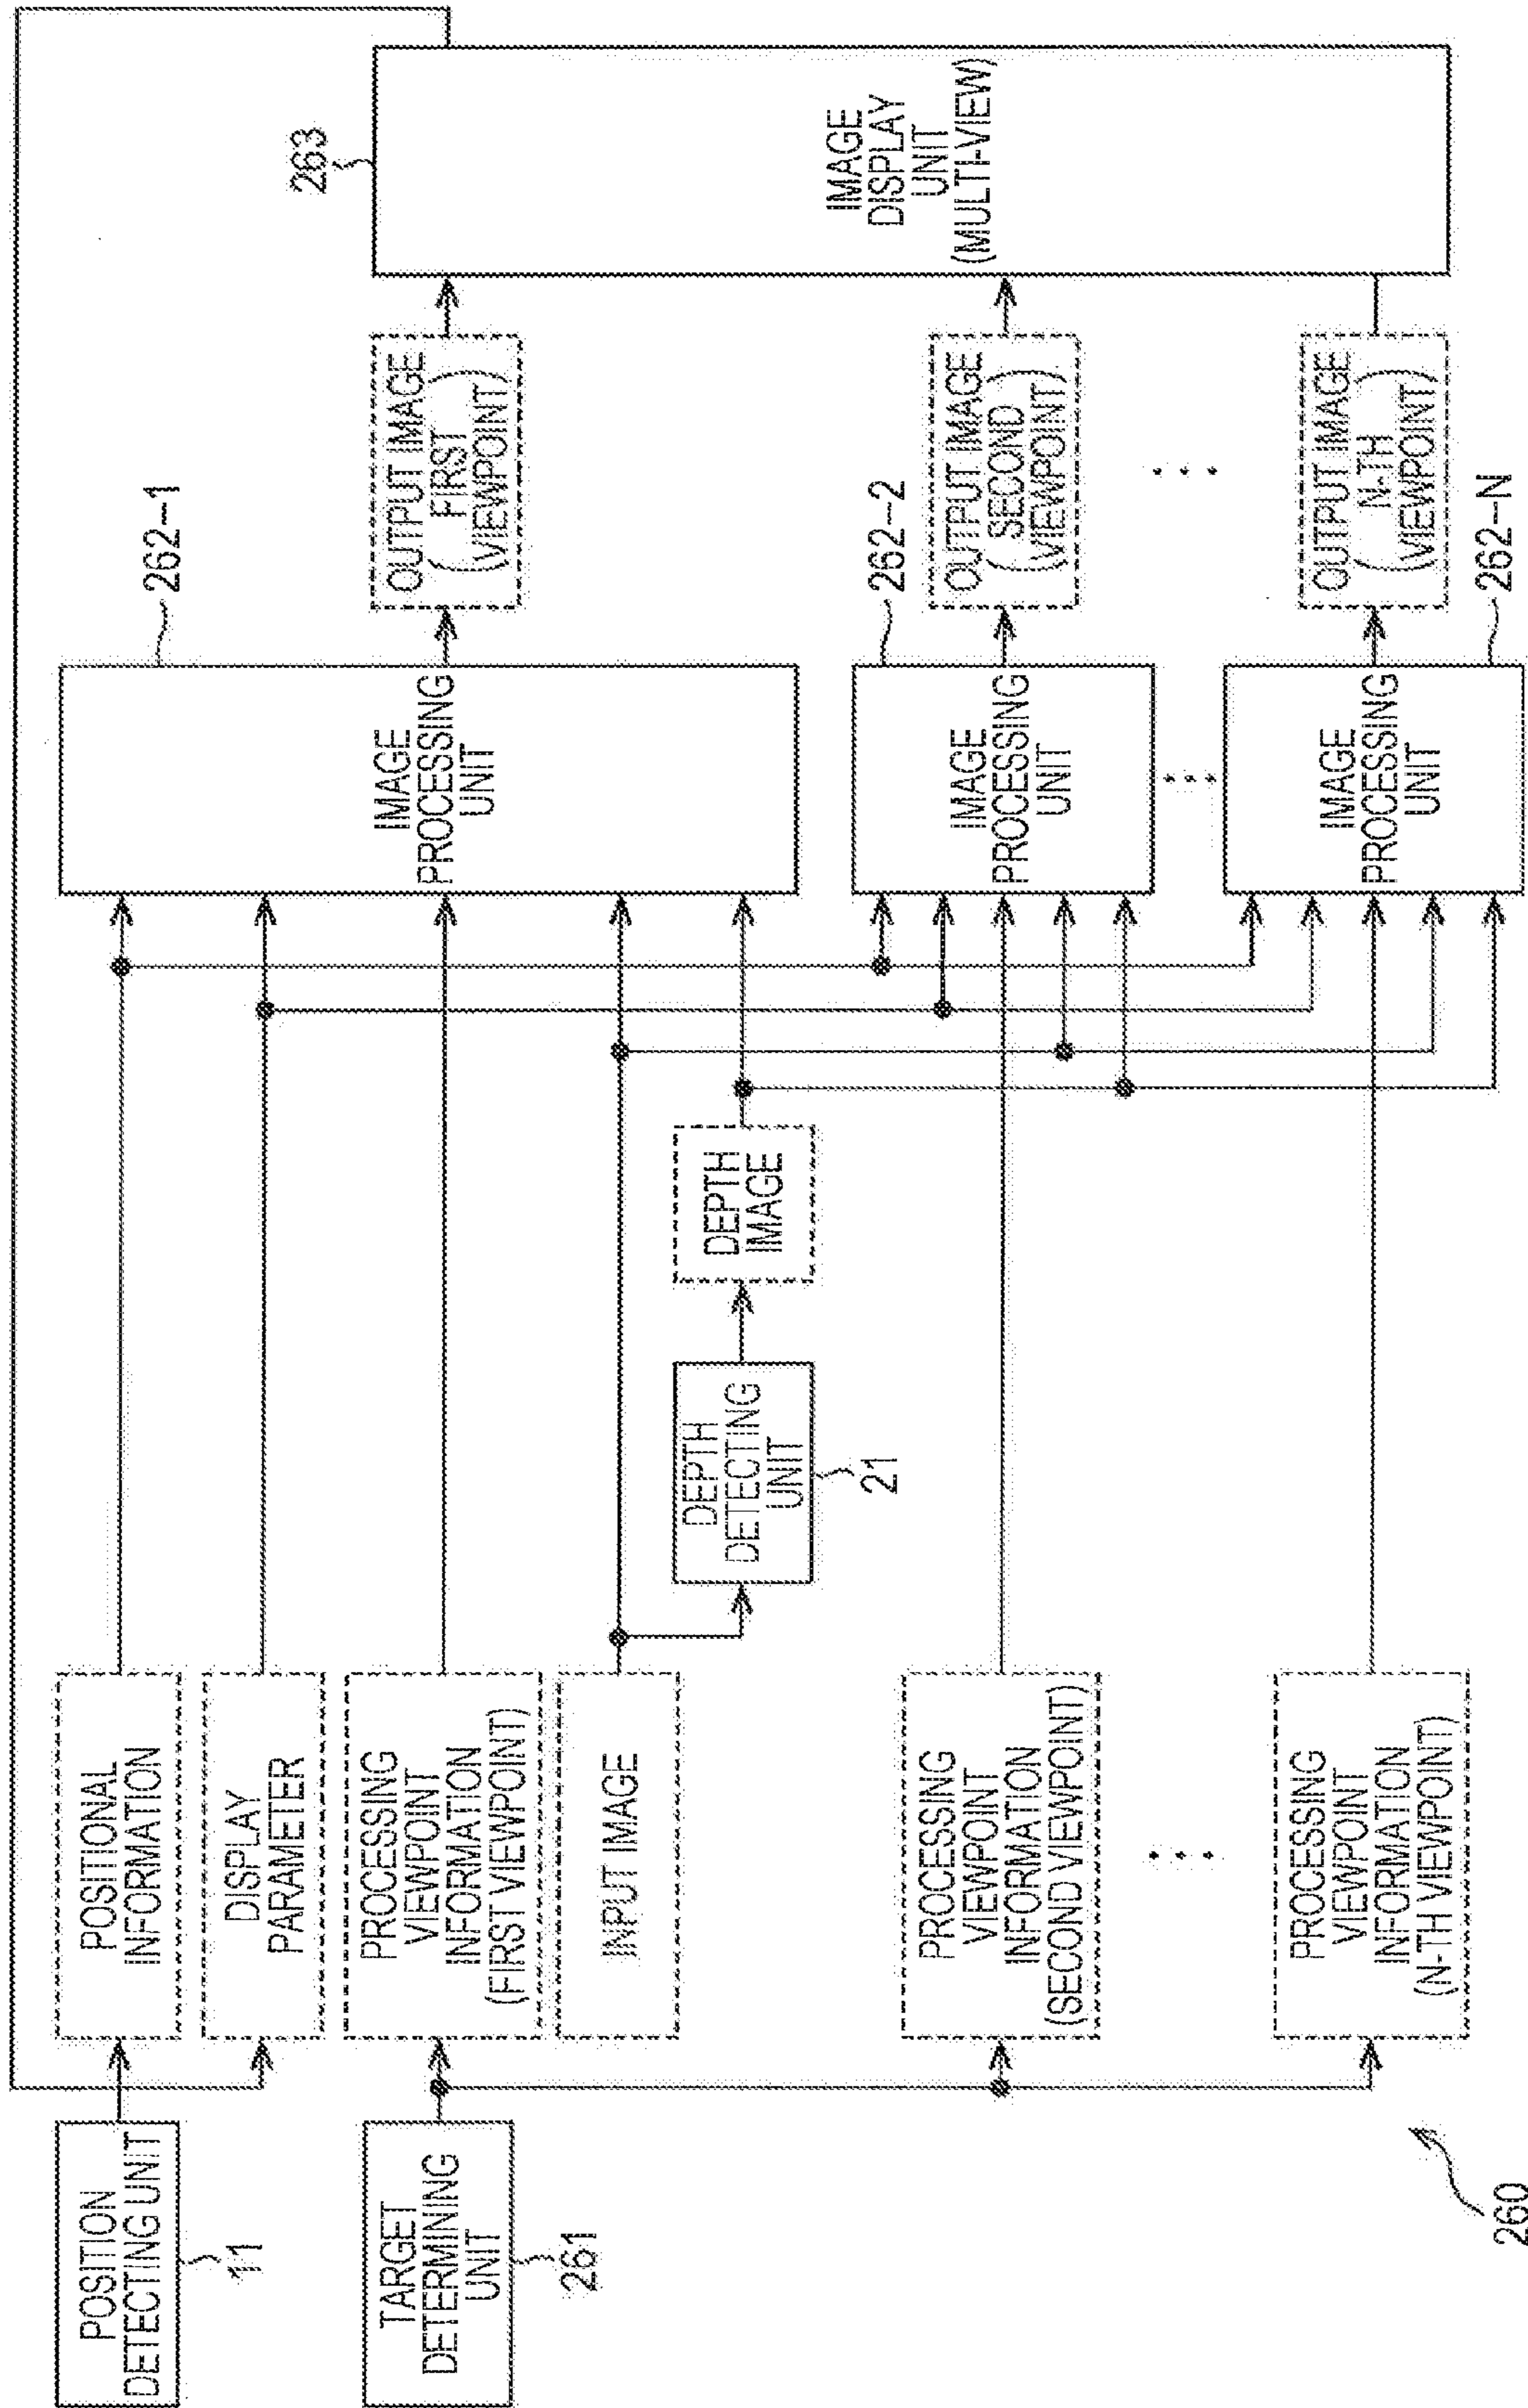 POSITION
DETECTING UNIT
11
TARGET
DETERMINING
UNIT
261
POSITIONAL
INFORMATION
DISPLAY
PARAMETER
PROCESSING
VIEWPOINT
INFORMATION
(FIRST VIEWPOINT)
INPUT IMAGE
PROCESSING
VIEWPOINT
INFORMATION
(SECOND VIEWPOINT)
...
PROCESSING
VIEWPOINT
INFORMATION
(N-TH VIEWPOINT)
DEPTH
DETECTING
UNIT
21
DEPTH
IMAGE
IMAGE
PROCESSING
UNIT
262-1
IMAGE
PROCESSING
UNIT
262-2
...
IMAGE
PROCESSING
UNIT
262-N
OUTPUT IMAGE
(FIRST
VIEWPOINT)
OUTPUT IMAGE
(SECOND
VIEWPOINT)
...
OUTPUT IMAGE
(N-TH
VIEWPOINT)
IMAGE
DISPLAY
UNIT
(MULTI-VIEW)
263
260